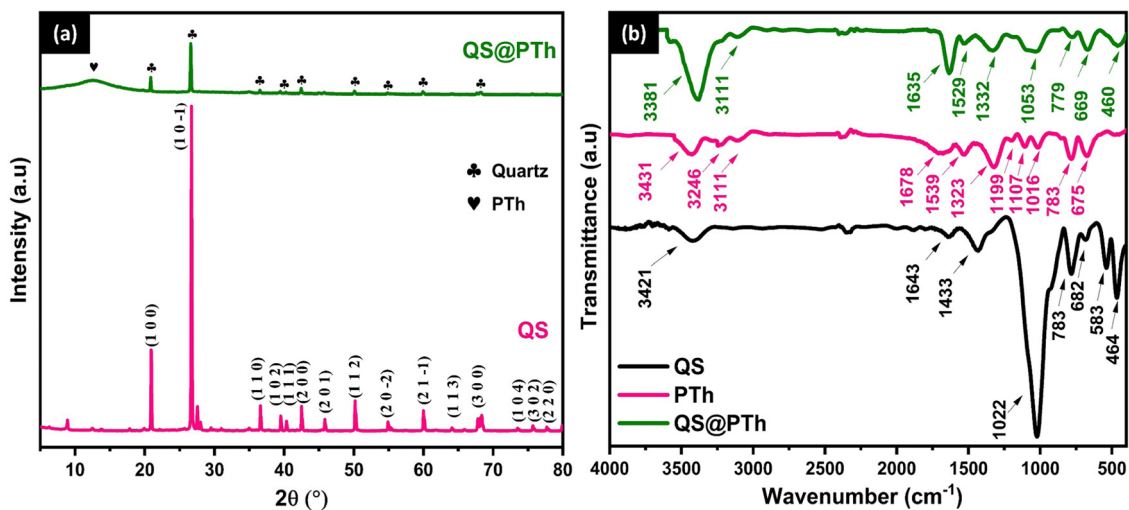 (a)
QS@PTh
♣ Quartz
♥ PTh
QS
(1 0 0)
(1 0 -1)
(1 1 0)
(1 0 2)
(1 1 1)
(2 0 0)
(2 0 1)
(1 1 2)
(2 0 -2)
(2 1 -1)
(1 1 3)
(3 0 0)
(1 0 4)
(3 0 2)
(2 2 0)
Intensity (a.u)
10 20 30 40 50 60 70 80
2θ (°)
(b)
3381
3111
1635
1529
1332
1053
779
669
460
3431
3246
3111
1678
1539
1323
1199
1107
1016
783
675
3421
1643
1433
1022
783
682
583
464
QS
PTh
QS@PTh
Transmittance (a.u)
4000 3500 3000 2500 2000 1500 1000 500
Wavenumber (cm⁻¹)